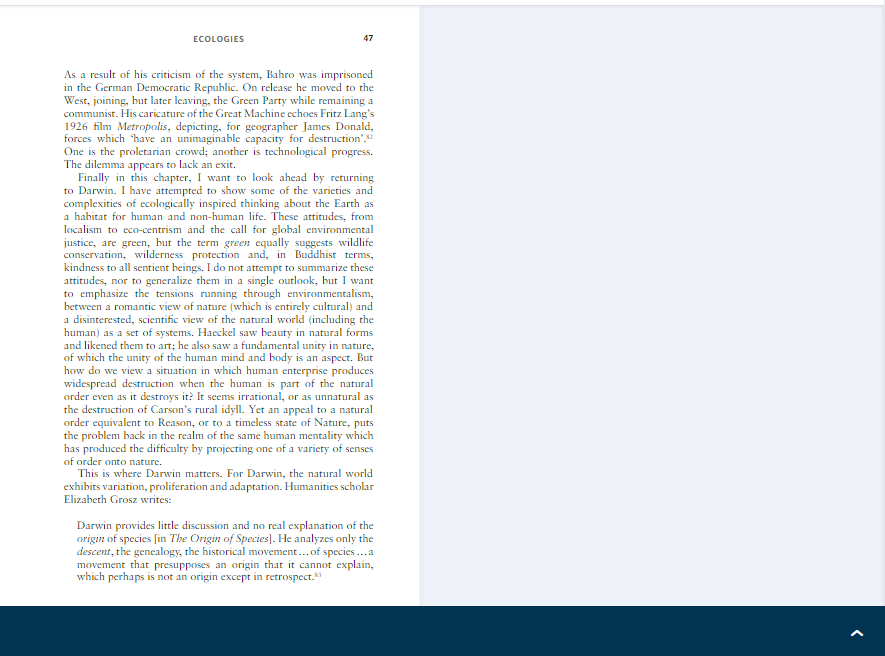 ECOLOGIES 47
As a result of his criticism of the system, Bahro was imprisoned
in the German Democratic Republic. On release he moved to the
West, joining, but later leaving, the Green Party while remaining a
communist. His caricature of the Great Machine echoes Fritz Lang's
1926 film Metropolis, depicting, for geographer James Donald,
forces which ‘have an unimaginable capacity for destruction’.82
One is the proletarian crowd; another is technological progress.
The dilemma appears to lack an exit.
Finally in this chapter, I want to look ahead by returning
to Darwin. I have attempted to show some of the varieties and
complexities of ecologically inspired thinking about the Earth as
a habitat for human and non-human life. These attitudes, from
localism to eco-centrism and the call for global environmental
justice, are green, but the term green equally suggests wildlife
conservation, wilderness protection and, in Buddhist terms,
kindness to all sentient beings. I do not attempt to summarize these
attitudes, nor to generalize them in a single outlook, but I want
to emphasize the tensions running through environmentalism,
between a romantic view of nature (which is entirely cultural) and
a disinterested, scientific view of the natural world (including the
human) as a set of systems. Haeckel saw beauty in natural forms
and likened them to art; he also saw a fundamental unity in nature,
of which the unity of the human mind and body is an aspect. But
how do we view a situation in which human enterprise produces
widespread destruction when the human is part of the natural
order even as it destroys it? It seems irrational, or as unnatural as
the destruction of Carson's rural idyll. Yet an appeal to a natural
order equivalent to Reason, or to a timeless state of Nature, puts
the problem back in the realm of the same human mentality which
has produced the difficulty by projecting one of a variety of senses
of order onto nature.
This is where Darwin matters. For Darwin, the natural world
exhibits variation, proliferation and adaptation. Humanities scholar
Elizabeth Grosz writes:
Darwin provides little discussion and no real explanation of the
origin of species [in The Origin of Species]. He analyzes only the
descent, the genealogy, the historical movement ... of species ... a
movement that presupposes an origin that it cannot explain,
which perhaps is not an origin except in retrospect.83